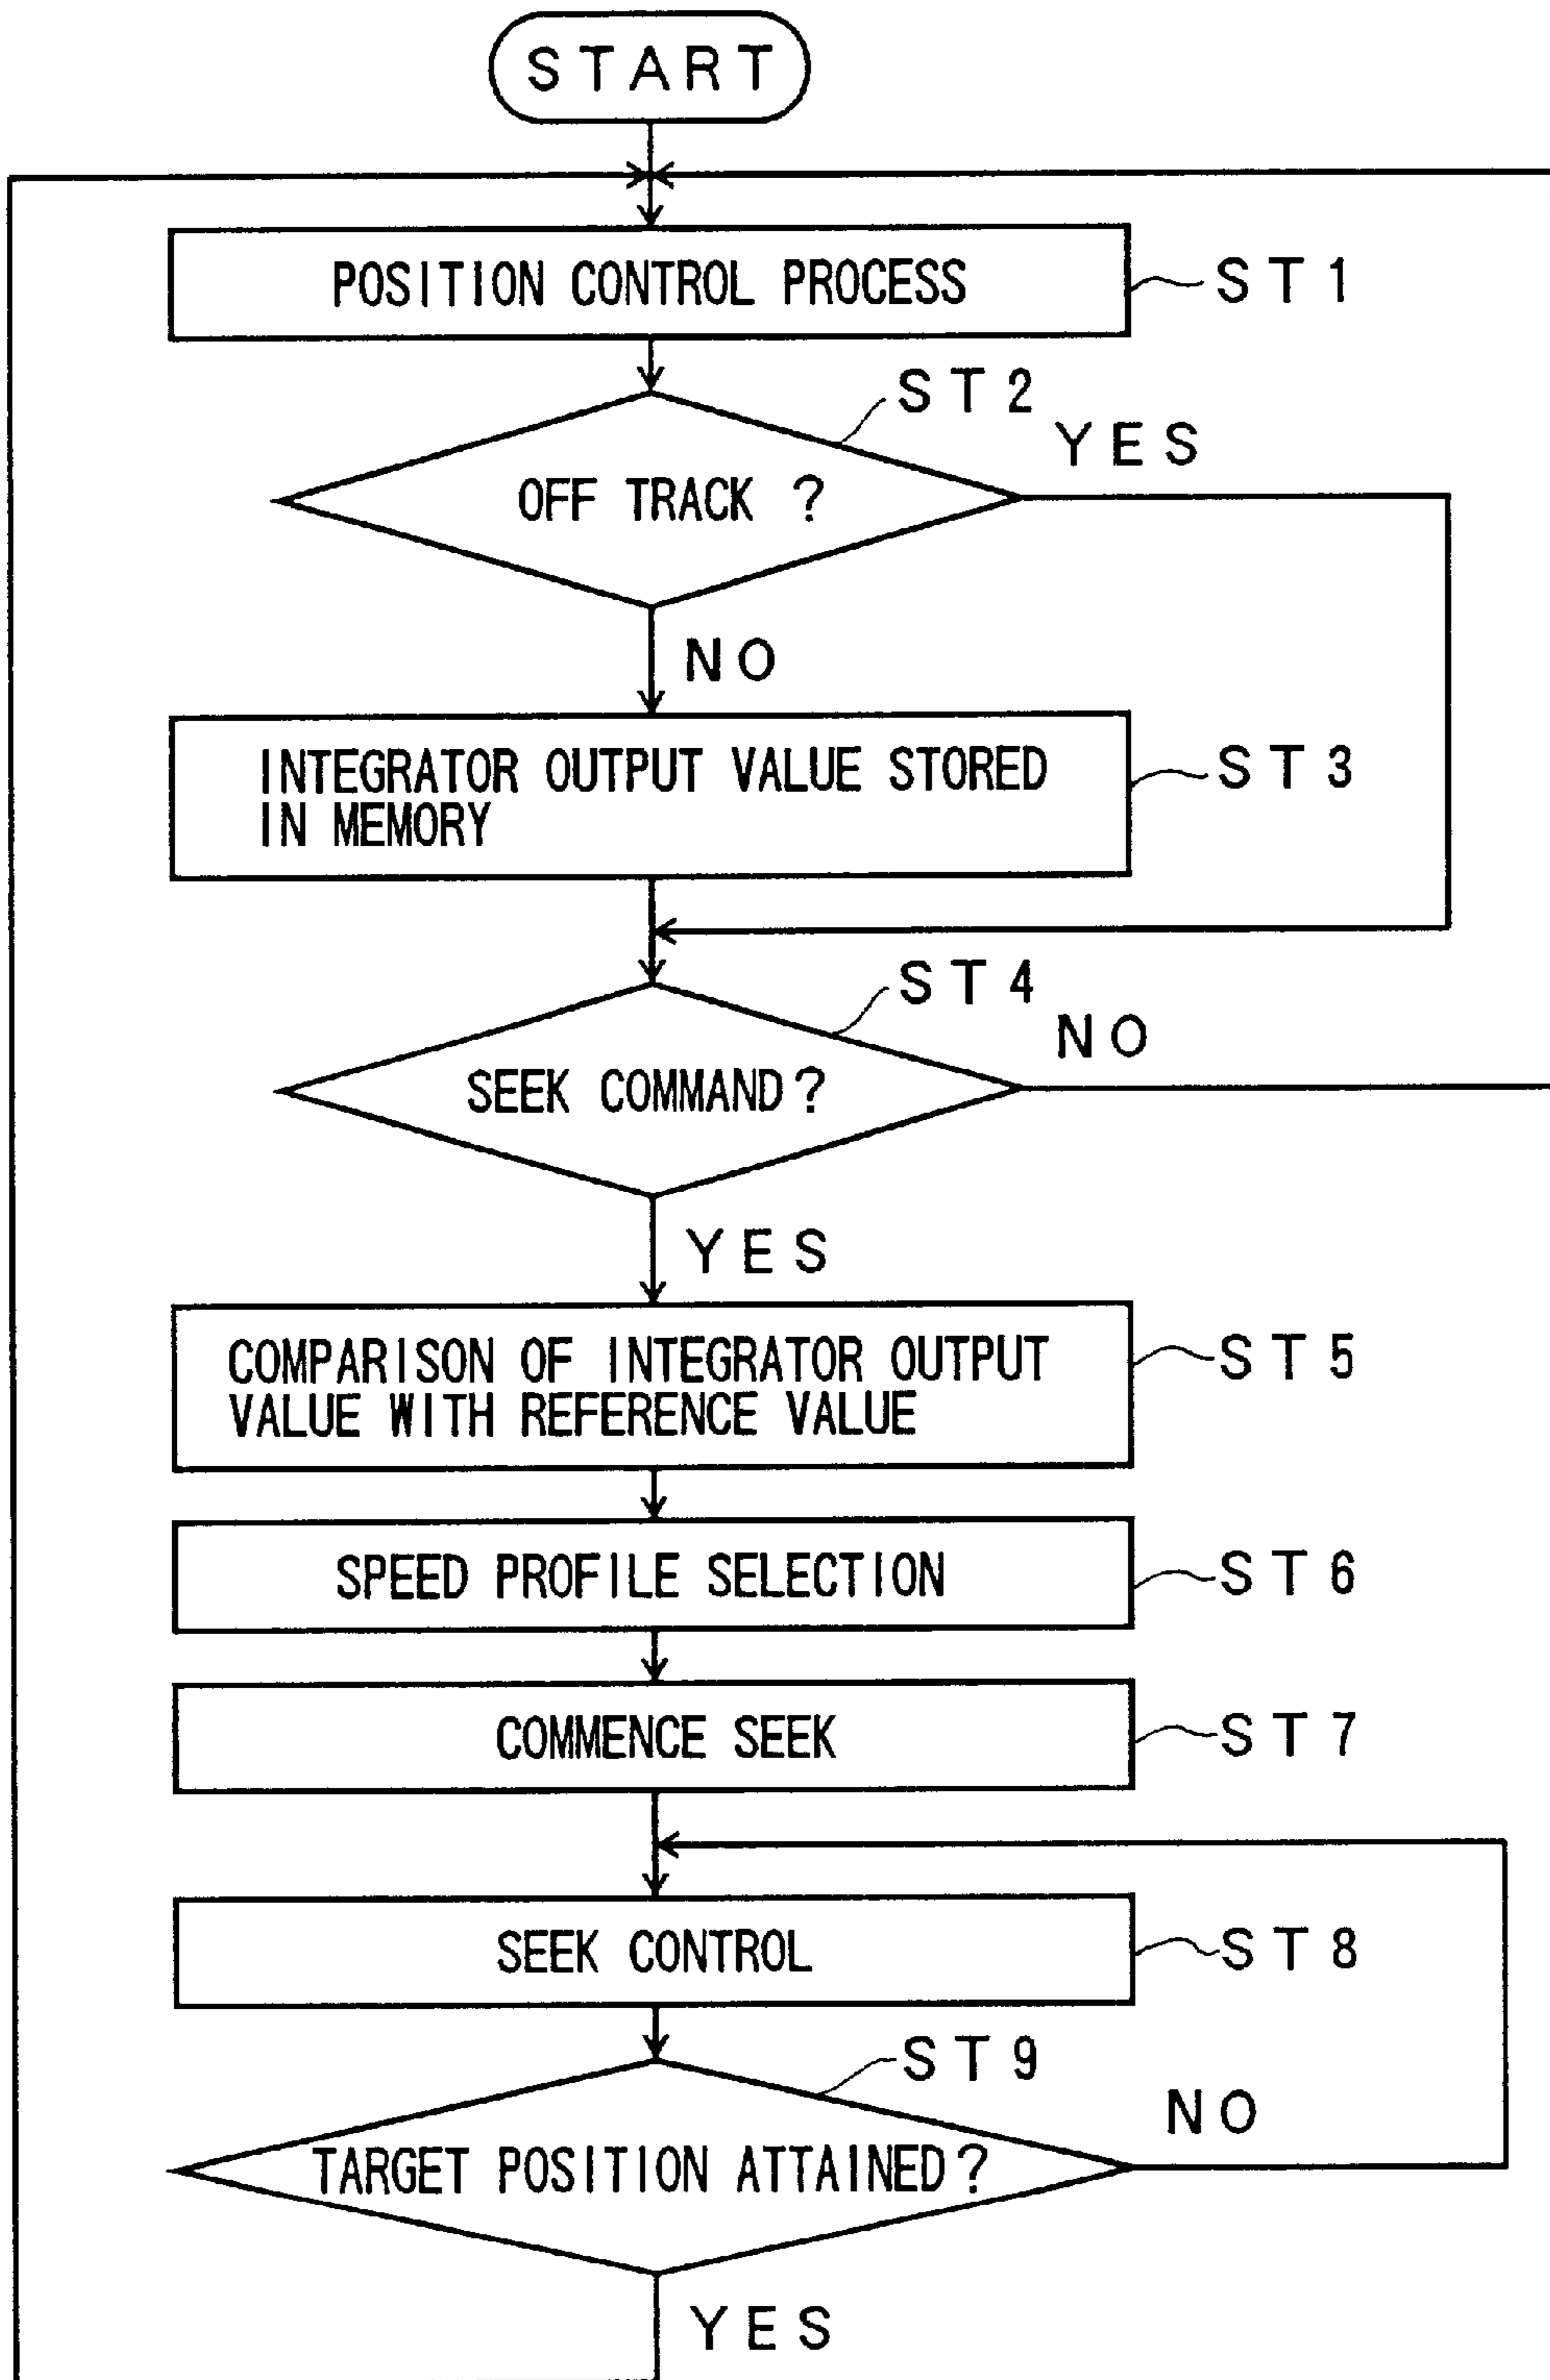 START
POSITION CONTROL PROCESS
ST1
ST2
YES
OFF TRACK ?
NO
INTEGRATOR OUTPUT VALUE STORED
IN MEMORY
ST3
ST4
NO
SEEK COMMAND?
YES
COMPARISON OF INTEGRATOR OUTPUT
VALUE WITH REFERENCE VALUE
ST5
SPEED PROFILE SELECTION
ST6
COMMENCE SEEK
ST7
SEEK CONTROL
ST8
ST9
NO
TARGET POSITION ATTAINED?
YES